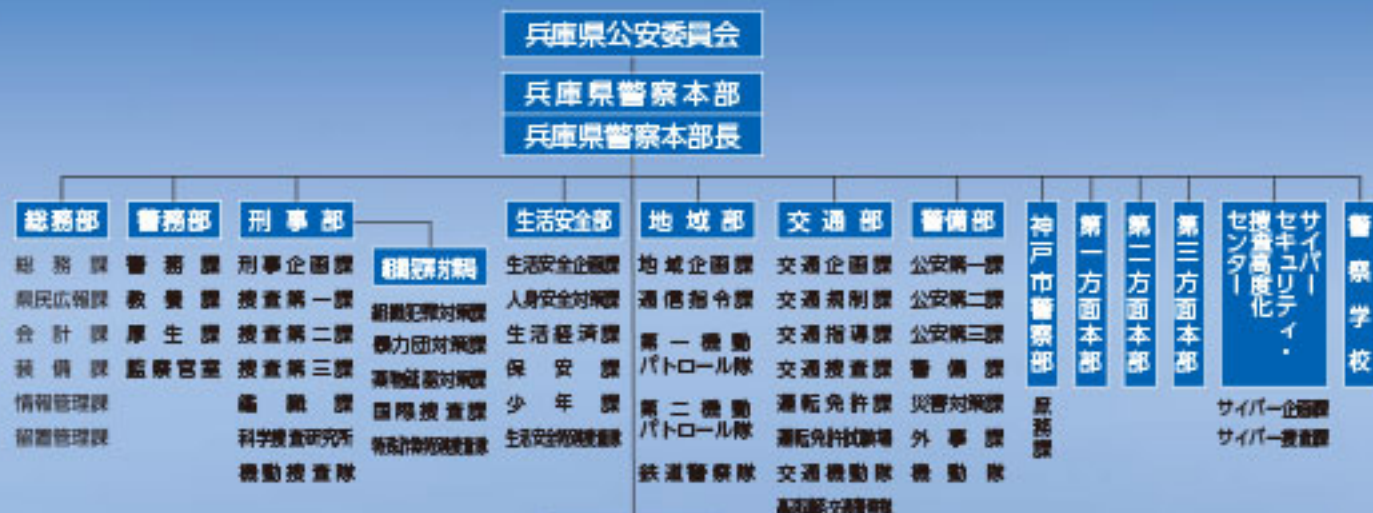 兵庫県公安委員会
兵庫県警察本部
兵庫県警察本部長
総務部
総務課
県民広報課
会計課
装備課
情報管理課
留置管理課
警務部
警務課
教養課
厚生課
監察官室
刑事部
刑事企画課
捜査第一課
捜査第二課
捜査第三課
鑑識課
科学捜査研究所
機動捜査隊
組織犯罪対策局
組織犯罪対策課
暴力団対策課
薬物銃器対策課
国際捜査課
生活安全部
生活安全企画課
人身安全対策課
生活経済課
保安課
少年課
生活安全特別捜査隊
地域部
地域企画課
通信指令課
第一機動
パトロール隊
第二機動
パトロール隊
鉄道警察隊
交通部
交通企画課
交通規制課
交通指導課
交通捜査課
運転免許課
運転免許試験場
交通機動隊
警備部
公安第一課
公安第二課
公安第三課
警備課
災害対策課
外事課
機動隊
神戸市警察部
庶務課
第一方面本部
第二方面本部
第三方面本部
サイバー
セキュリティ・
捜査高度化
センター
サイバー企画課
サイバー捜査課
警察学校